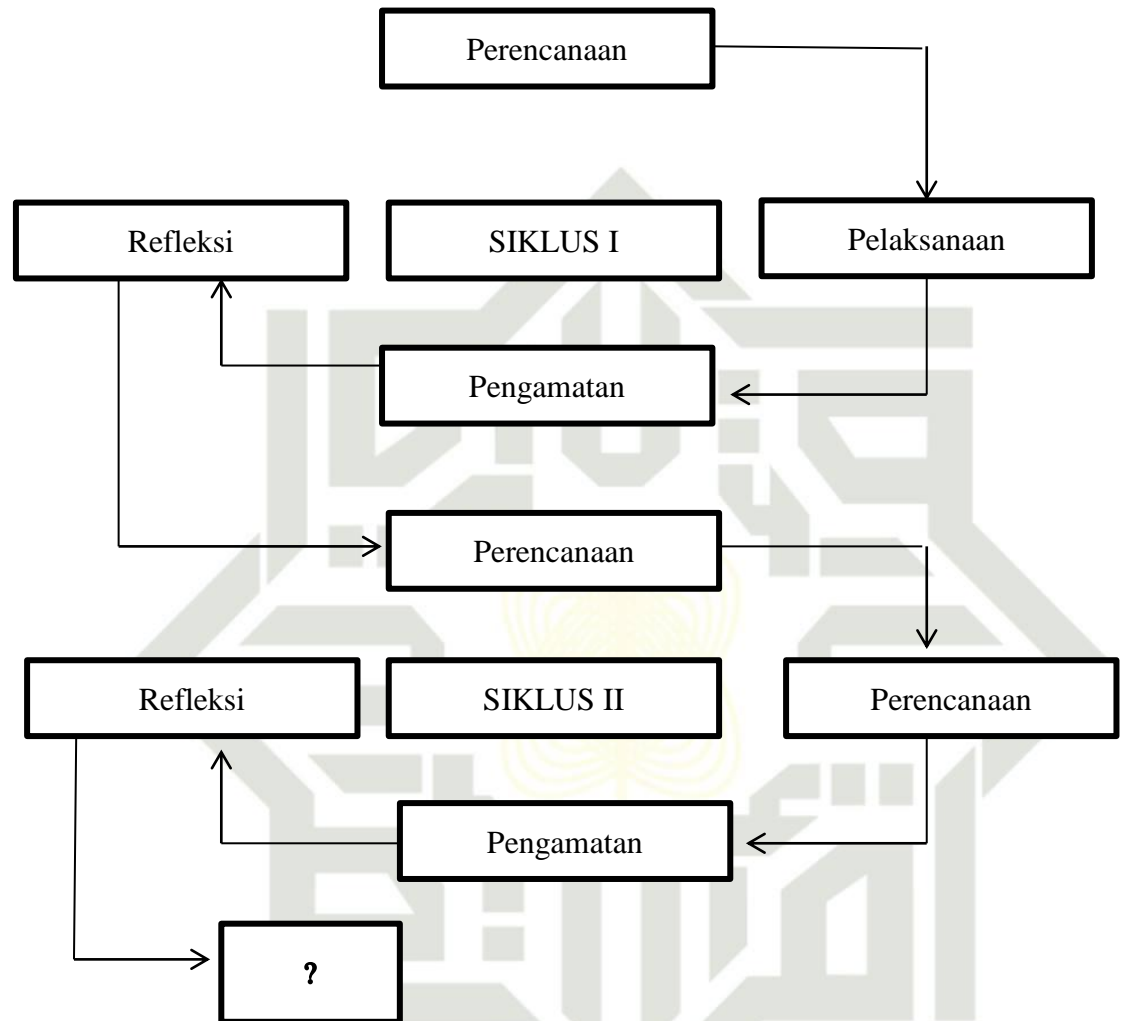 Perencanaan
Refleksi
SIKLUS I
Pelaksanaan
Pengamatan
Perencanaan
Refleksi
SIKLUS II
Perencanaan
Pengamatan
?